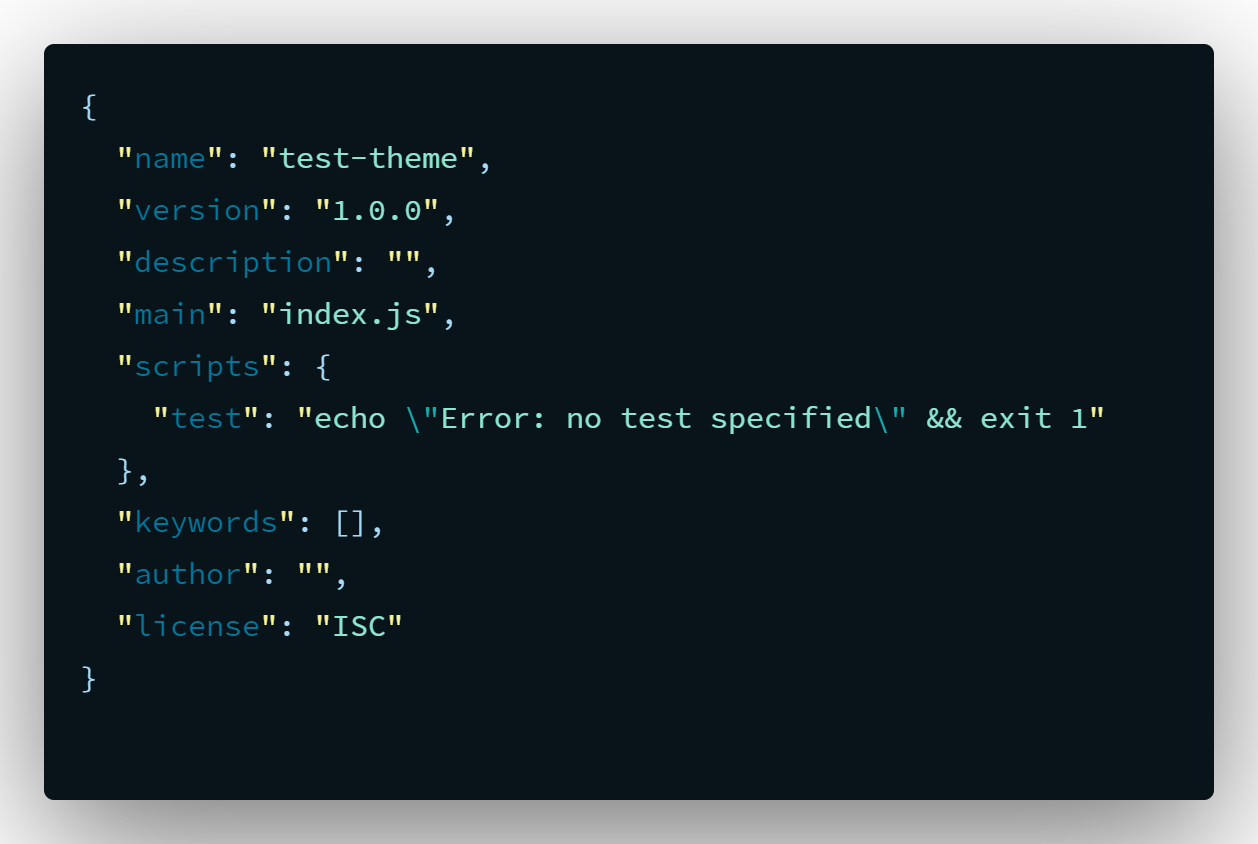 {
  "name": "test-theme",
  "version": "1.0.0",
  "description": "",
  "main": "index.js",
  "scripts": {
    "test": "echo \"Error: no test specified\" && exit 1"
  },
  "keywords": [],
  "author": "",
  "license": "ISC"
}